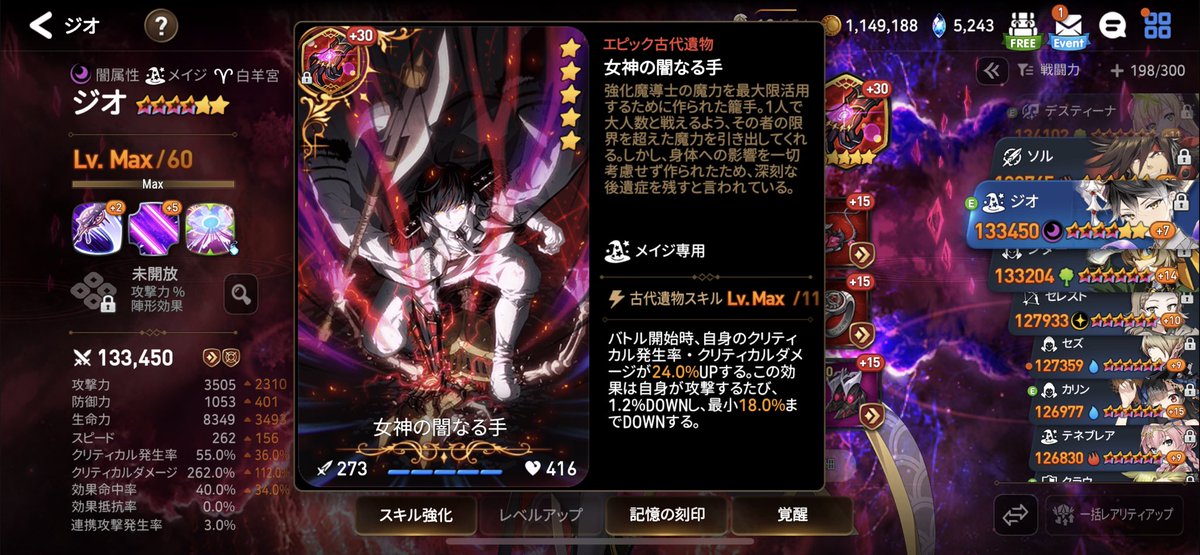 ジオ
?
1,149,188
5,243
FREE
1
Event
闇属性 メイジ 白羊宮
ジオ
Lv. Max/60
Max
+2
+5
未開放
攻撃力%
陣形効果
133,450
攻撃力 3505 2310
防御力 1053 401
生命力 8349 3493
スピード 262 156
クリティカル発生率 55.0% 36.0%
クリティカルダメージ 262.0% 112.0%
効果命中率 40.0% 34.0%
効果抵抗率 0.0%
連携攻撃発生率 3.0%
+30
女神の闇なる手
273
416
エピック古代遺物
女神の闇なる手
強化魔導士の魔力を最大限活用
するために作られた籠手。1人で
大人数と戦えるよう、その者の限
界を超えた魔力を引き出してくれ
る。しかし、身体への影響を一切
考慮せず作られたため、深刻な
後遺症を残すと言われている。
メイジ専用
古代遺物スキル Lv.Max /11
バトル開始時、自身のクリティ
カル発生率・クリティカルダメ
ージが24.0%UPする。この効
果は自身が攻撃するたび、
1.2%DOWNし、最小18.0%ま
でDOWNする。
+30
+15
+15
+15
スキル強化
レベルアップ
記憶の刻印
覚醒
戦闘力
198/300
デスティーナ
ソル
ジオ
133450 +7
133204 +14
セレスト
127933 +10
セズ
127359 +9
カリン
126977 +15
テネブレア
126830 +9
一括レアリティアップ